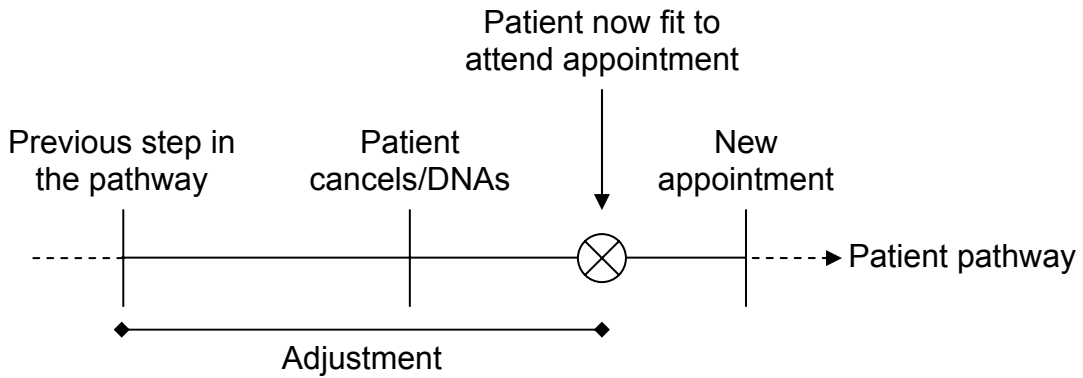 Patient now fit to
attend appointment
Previous step in
the pathway
Patient
cancels/DNAs
New
appointment
Patient pathway
Adjustment